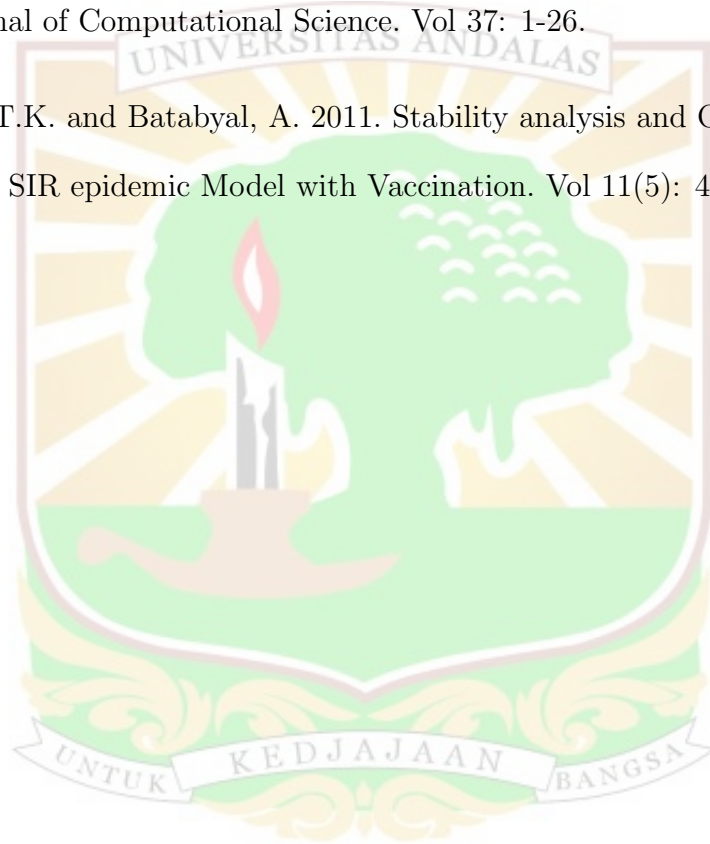 nal of Computational Science. Vol 37: 1-26.
UNIVERSITAS ANDALAS
T.K. and Batabyal, A. 2011. Stability analysis and
SIR epidemic Model with Vaccination. Vol 11(5): 4
UNTUK KEDJAJAAN BANGSA